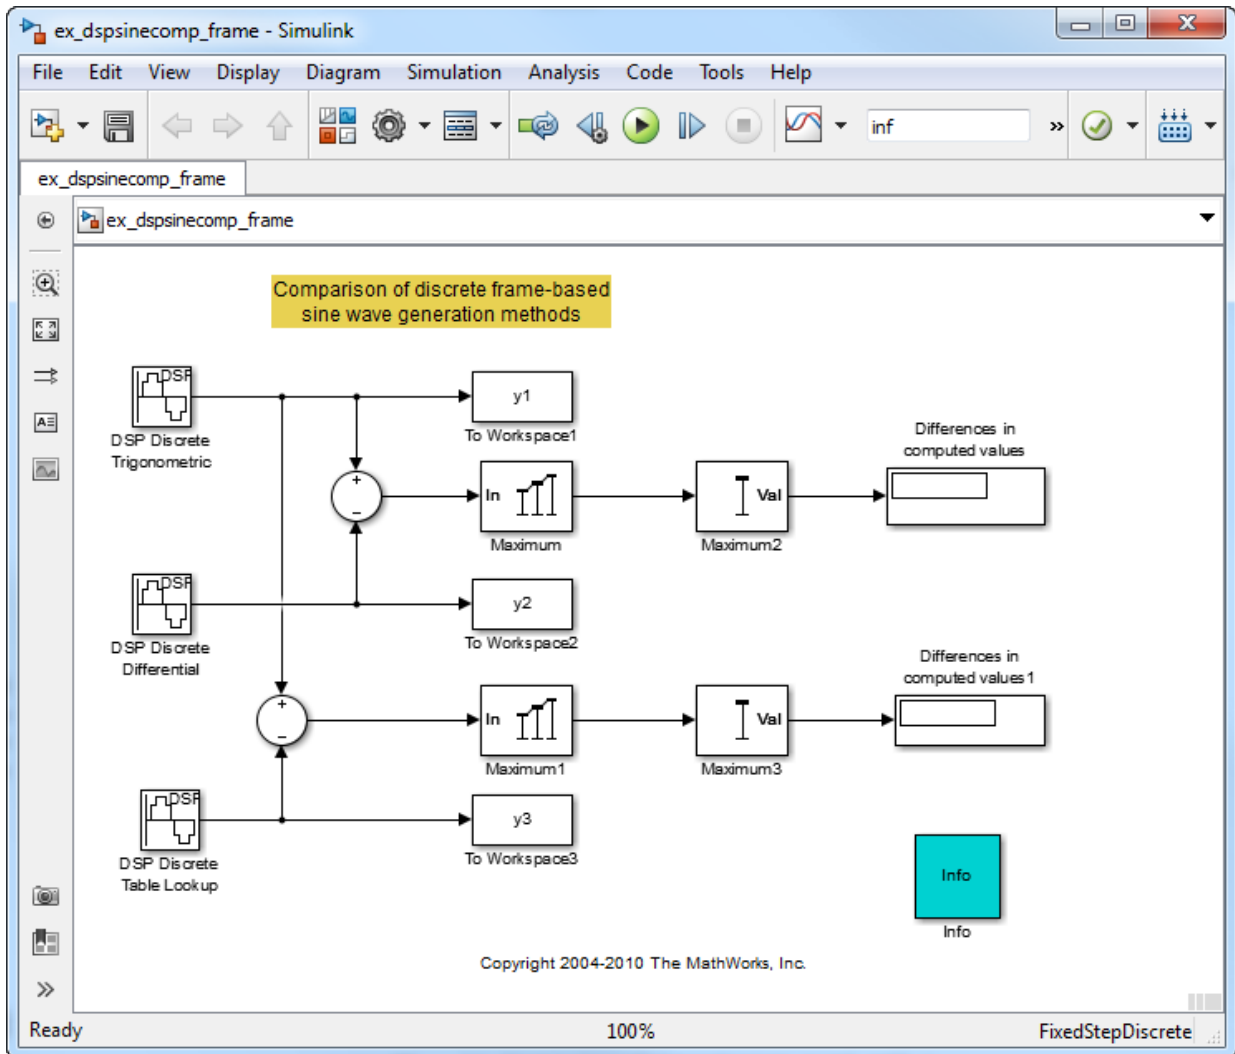 ex_dspsinecomp_frame - Simulink
File Edit View Display Diagram Simulation Analysis Code Tools Help
inf
ex_dspsinecomp_frame
ex_dspsinecomp_frame
Comparison of discrete frame-based
sine wave generation methods
DSP
DSP Discrete
Trigonometric
y1
To Workspace1
+
−
In
Maximum
Val
Maximum2
Differences in
computed values
DSP
DSP Discrete
Differential
y2
To Workspace2
+
−
In
Maximum1
Val
Maximum3
Differences in
computed values1
DSP
DSP Discrete
Table Lookup
y3
To Workspace3
Info
Info
Copyright 2004-2010 The MathWorks, Inc.
Ready 100% FixedStepDiscrete